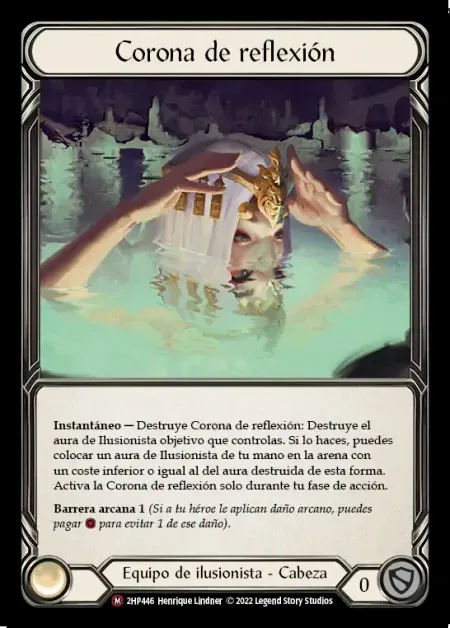 Corona de reflexión
Instantáneo — Destruye Corona de reflexión: Destruye el
aura de Ilusionista objetivo que controlas. Si lo haces, puedes
colocar un aura de Ilusionista de tu mano en la arena con
un coste inferior o igual al del aura destruida de esta forma.
Activa la Corona de reflexión solo durante tu fase de acción.
Barrera arcana 1 (Si a tu héroe le aplican daño arcano, puedes
pagar para evitar 1 de ese daño).
Equipo de ilusionista - Cabeza
0
M 2HP446 Henrique Lindner © 2022 Legend Story Studios